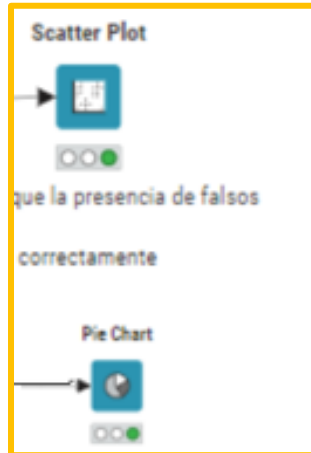 Scatter Plot
que la presencia de falsos
correctamente
Pie Chart